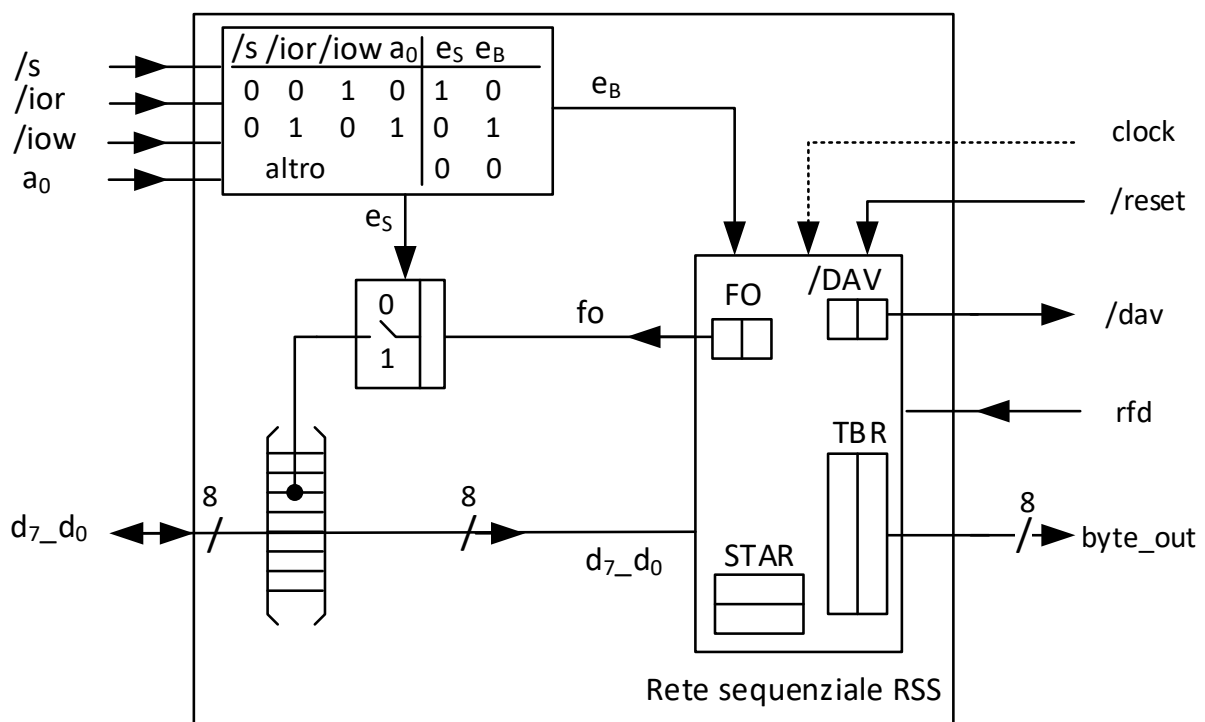 /s /ior /iow a₀ eS eB
0 0 1 0 1 0
0 1 0 1 0 1
altro 0 0
/s
/ior
/iow
a₀
eB
clock
/reset
eS
0
1
fo
FO
/DAV
/dav
rfd
TBR
8
8
8
d₇_d₀
d₇_d₀
byte_out
STAR
Rete sequenziale RSS